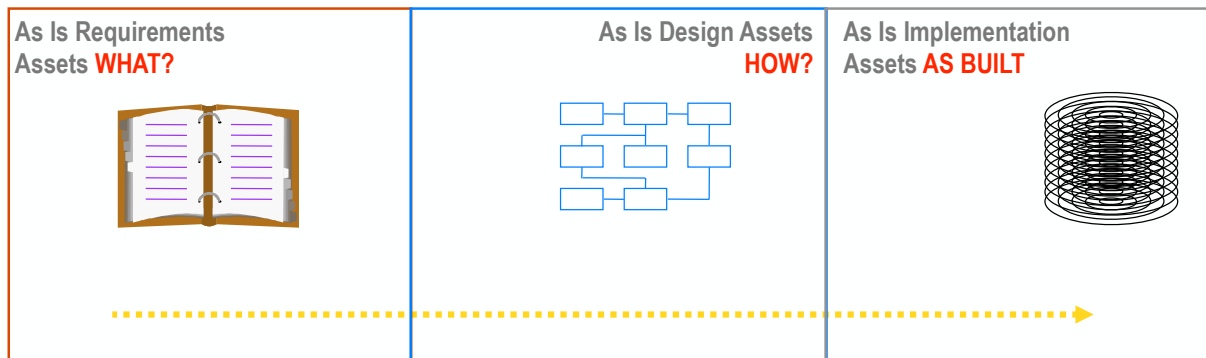 As Is Requirements
Assets WHAT?
As Is Design Assets
HOW?
As Is Implementation
Assets AS BUILT